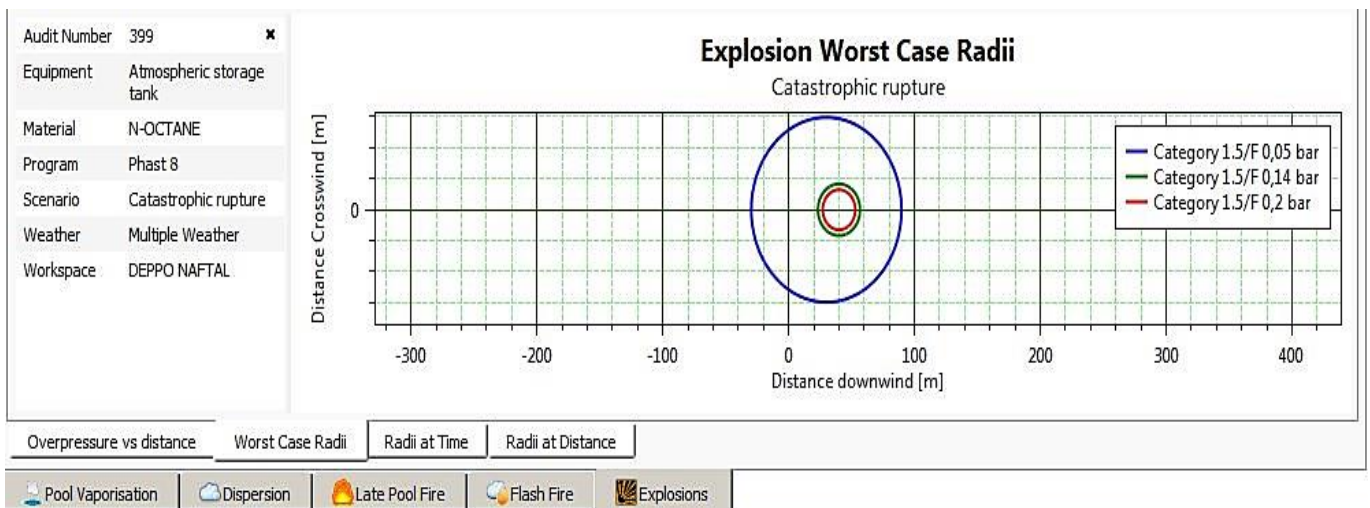 Audit Number 399
Equipment Atmospheric storage
tank
Material N-OCTANE
Program Phast 8
Scenario Catastrophic rupture
Weather Multiple Weather
Workspace DEPPO NAFTAL
Explosion Worst Case Radii
Catastrophic rupture
Distance Crosswind [m]
0
Category 1.5/F 0,05 bar
Category 1.5/F 0,14 bar
Category 1.5/F 0,2 bar
-300 -200 -100 0 100 200 300 400
Distance downwind [m]
Overpressure vs distance Worst Case Radii Radii at Time Radii at Distance
Pool Vaporisation Dispersion Late Pool Fire Flash Fire Explosions